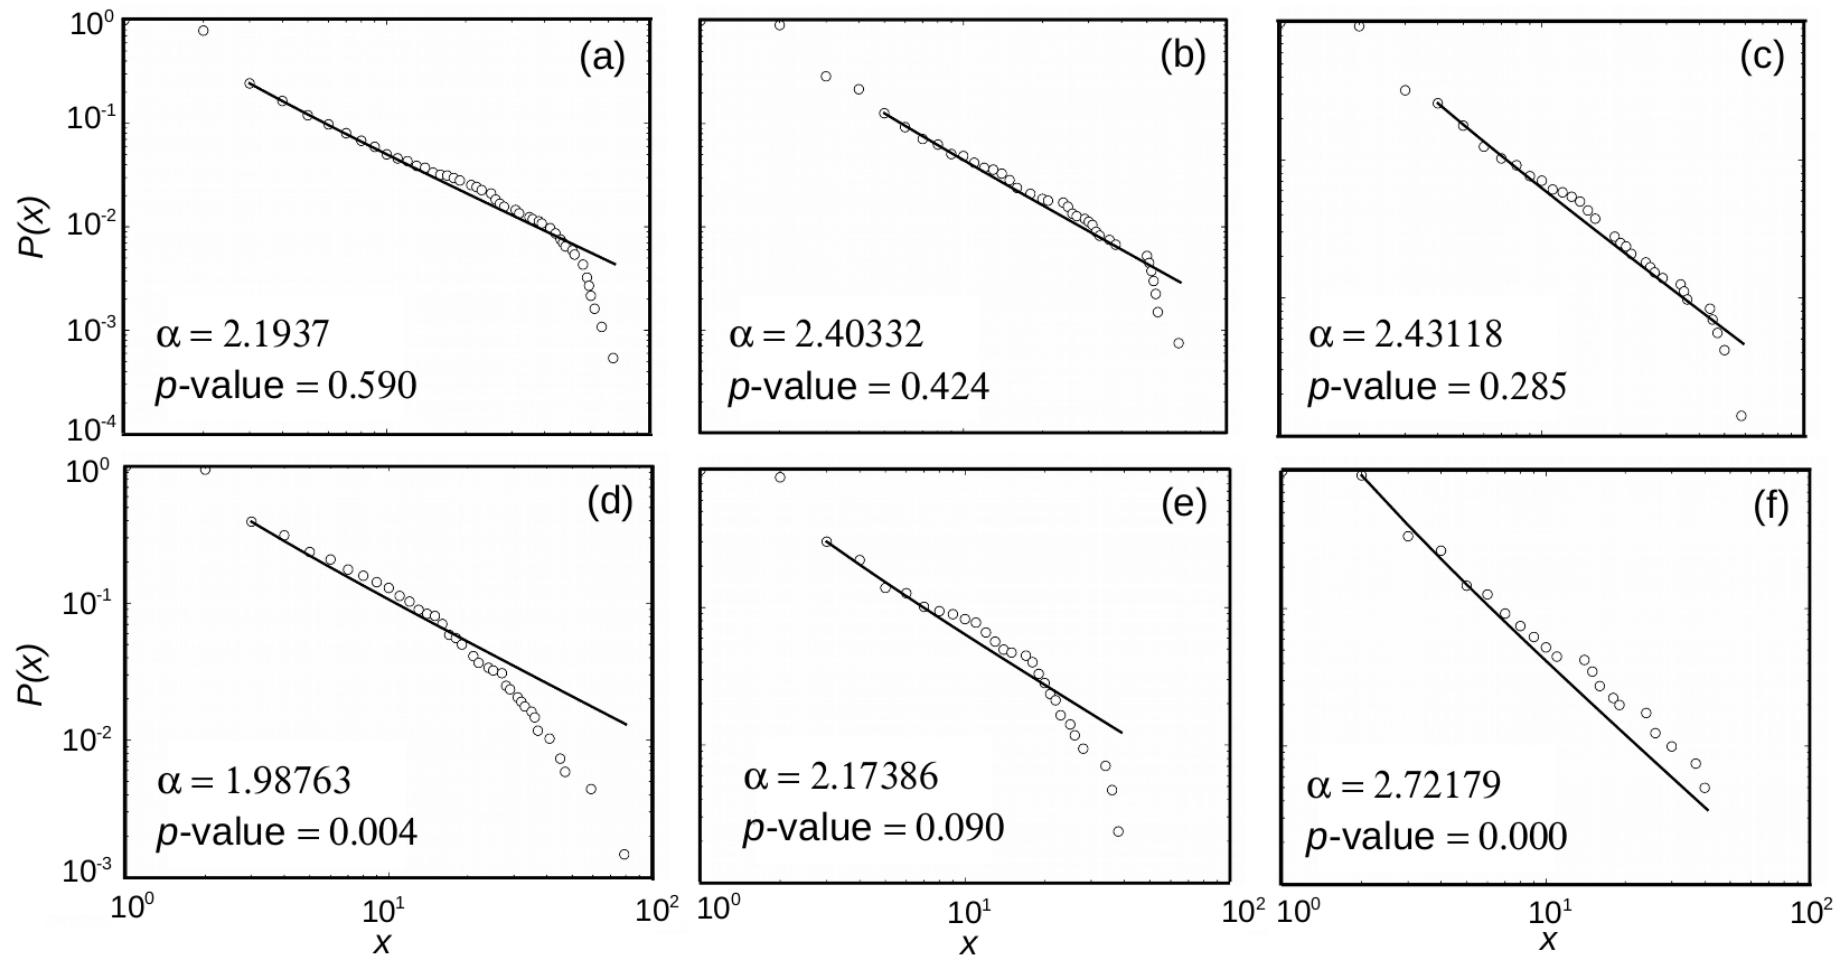 10^0
(a)
(b)
(c)
10^-1
10^-2
P(x)
10^-3
10^-4
α = 2.1937
p-value = 0.590
α = 2.40332
p-value = 0.424
α = 2.43118
p-value = 0.285
10^0
(d)
(e)
(f)
10^-1
P(x)
10^-2
10^-3
α = 1.98763
p-value = 0.004
α = 2.17386
p-value = 0.090
α = 2.72179
p-value = 0.000
10^0 10^1 10^2
10^0 10^1 10^2
10^0 10^1 10^2
x
x
x